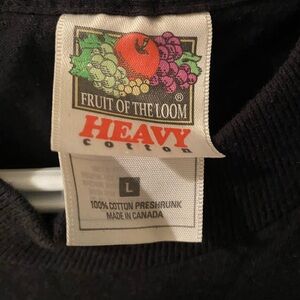 FRUIT OF THE LOOM ®
HEAVY
cotton
L
100% COTTON PRESHRUNK
MADE IN CANADA